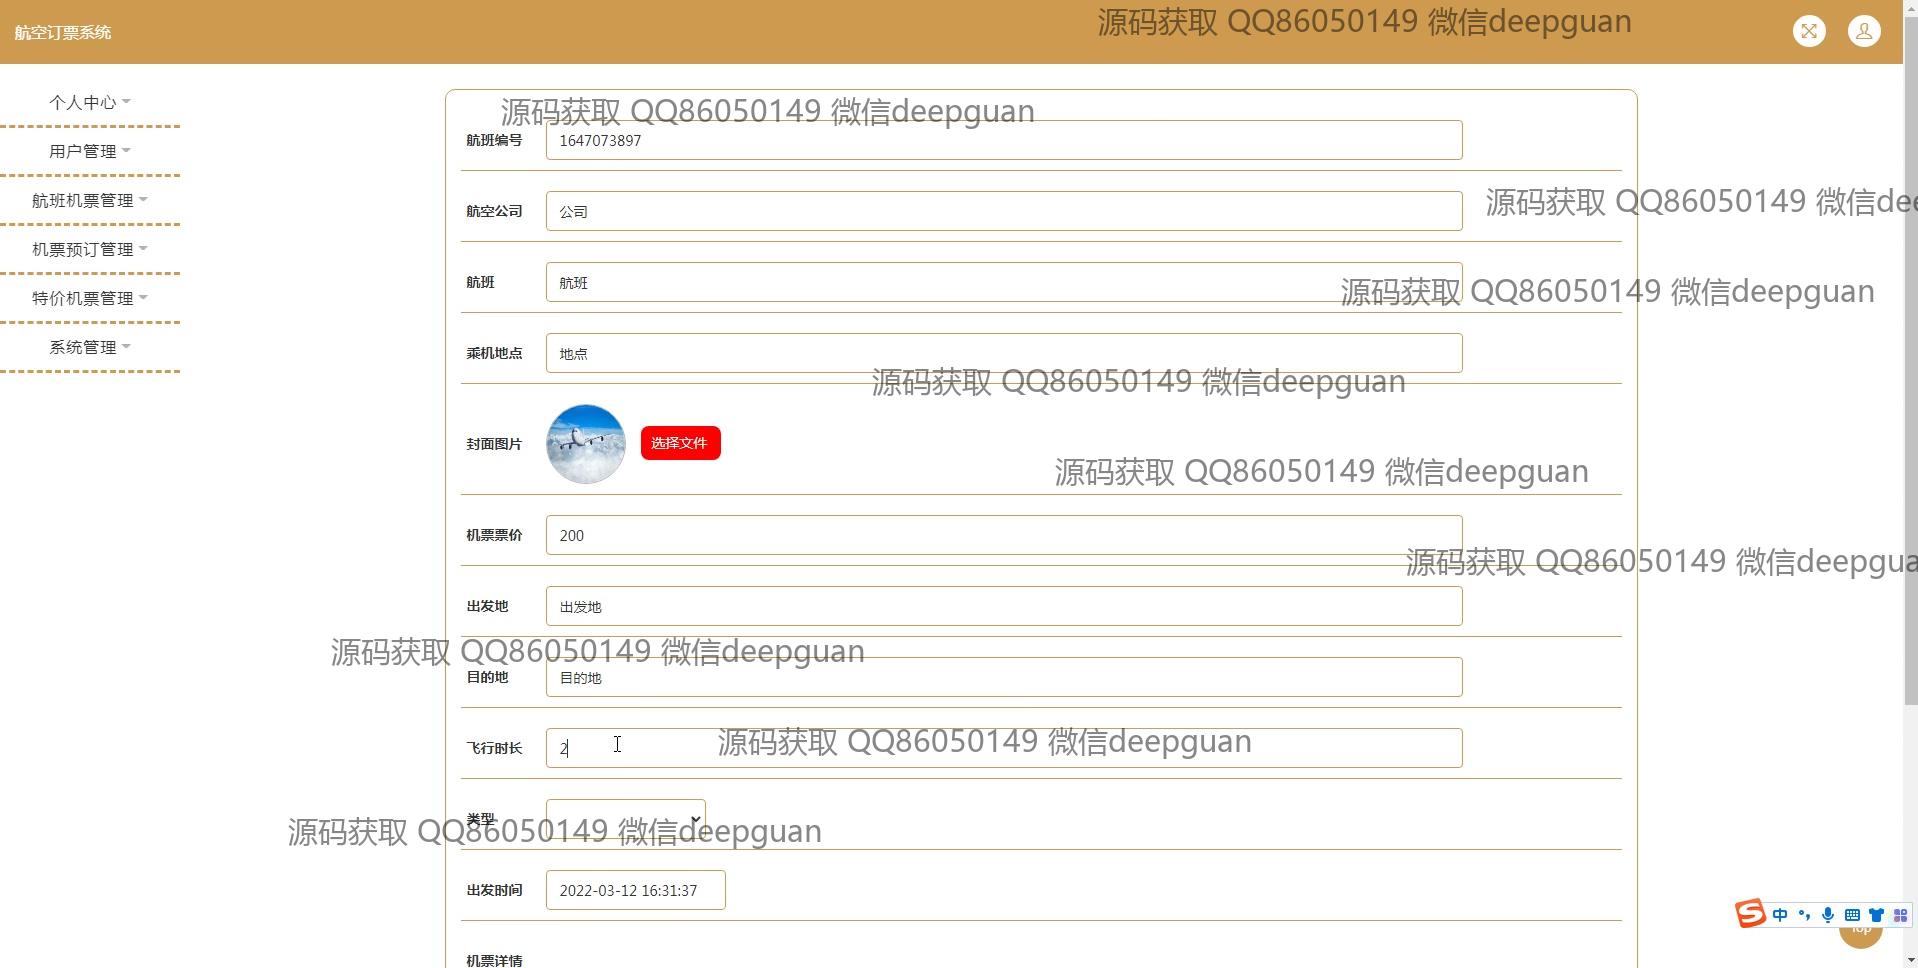 航空订票系统
源码获取 QQ86050149 微信deepguan
个人中心
用户管理
航班机票管理
机票预订管理
特价机票管理
系统管理
源码获取 QQ86050149 微信deepguan
航班编号 1647073897
源码获取 QQ86050149 微信dee
航空公司 公司
航班 航班
源码获取 QQ86050149 微信deepguan
乘机地点 地点
源码获取 QQ86050149 微信deepguan
封面图片 选择文件
源码获取 QQ86050149 微信deepguan
机票票价 200
源码获取 QQ86050149 微信deepgua
出发地 出发地
源码获取 QQ86050149 微信deepguan
目的地 目的地
飞行时长 2
源码获取 QQ86050149 微信deepguan
类型
源码获取 QQ86050149 微信deepguan
出发时间 2022-03-12 16:31:37
中
Top
机票详情